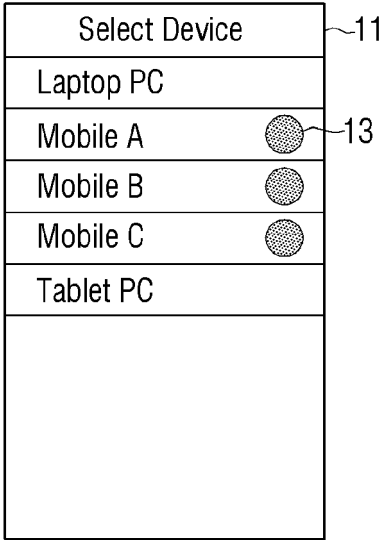 Select Device 11
Laptop PC
Mobile A 13
Mobile B
Mobile C
Tablet PC